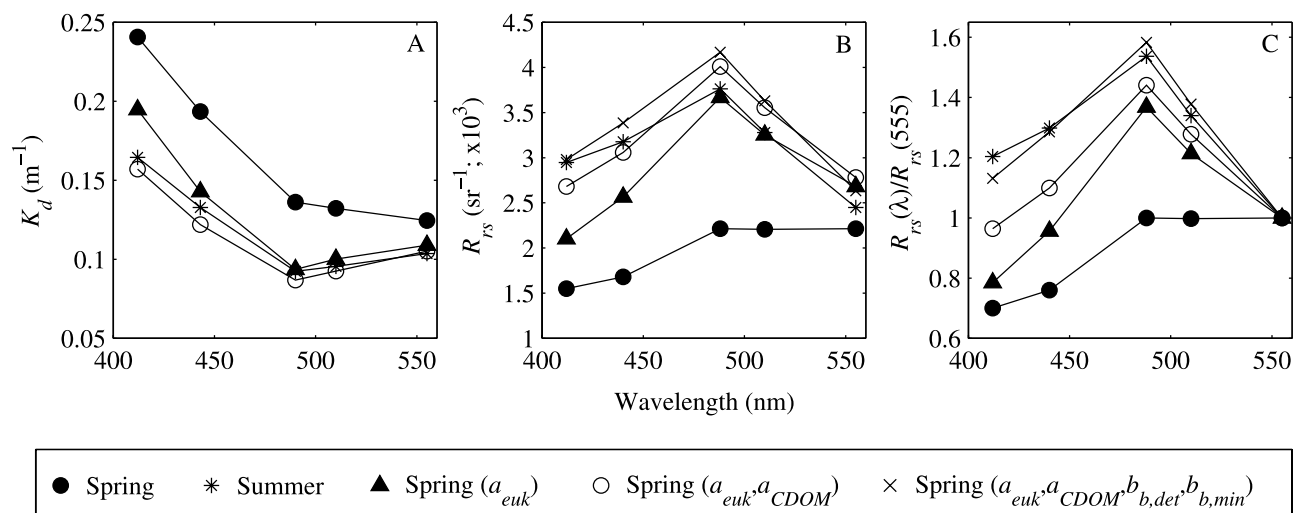 A
0.25
0.2
0.15
0.1
0.05
400
450
500
550
K_d (m⁻¹)
B
4.5
4
3.5
3
2.5
2
1.5
1
400
450
500
550
R_rs (sr⁻¹; x10³)
Wavelength (nm)
C
1.6
1.4
1.2
1
0.8
0.6
400
450
500
550
R_rs(λ)/R_rs(555)
Spring
Summer
Spring (a_euk)
Spring (a_euk,a_CDOM)
Spring (a_euk,a_CDOM,b_b,det,b_b,min)